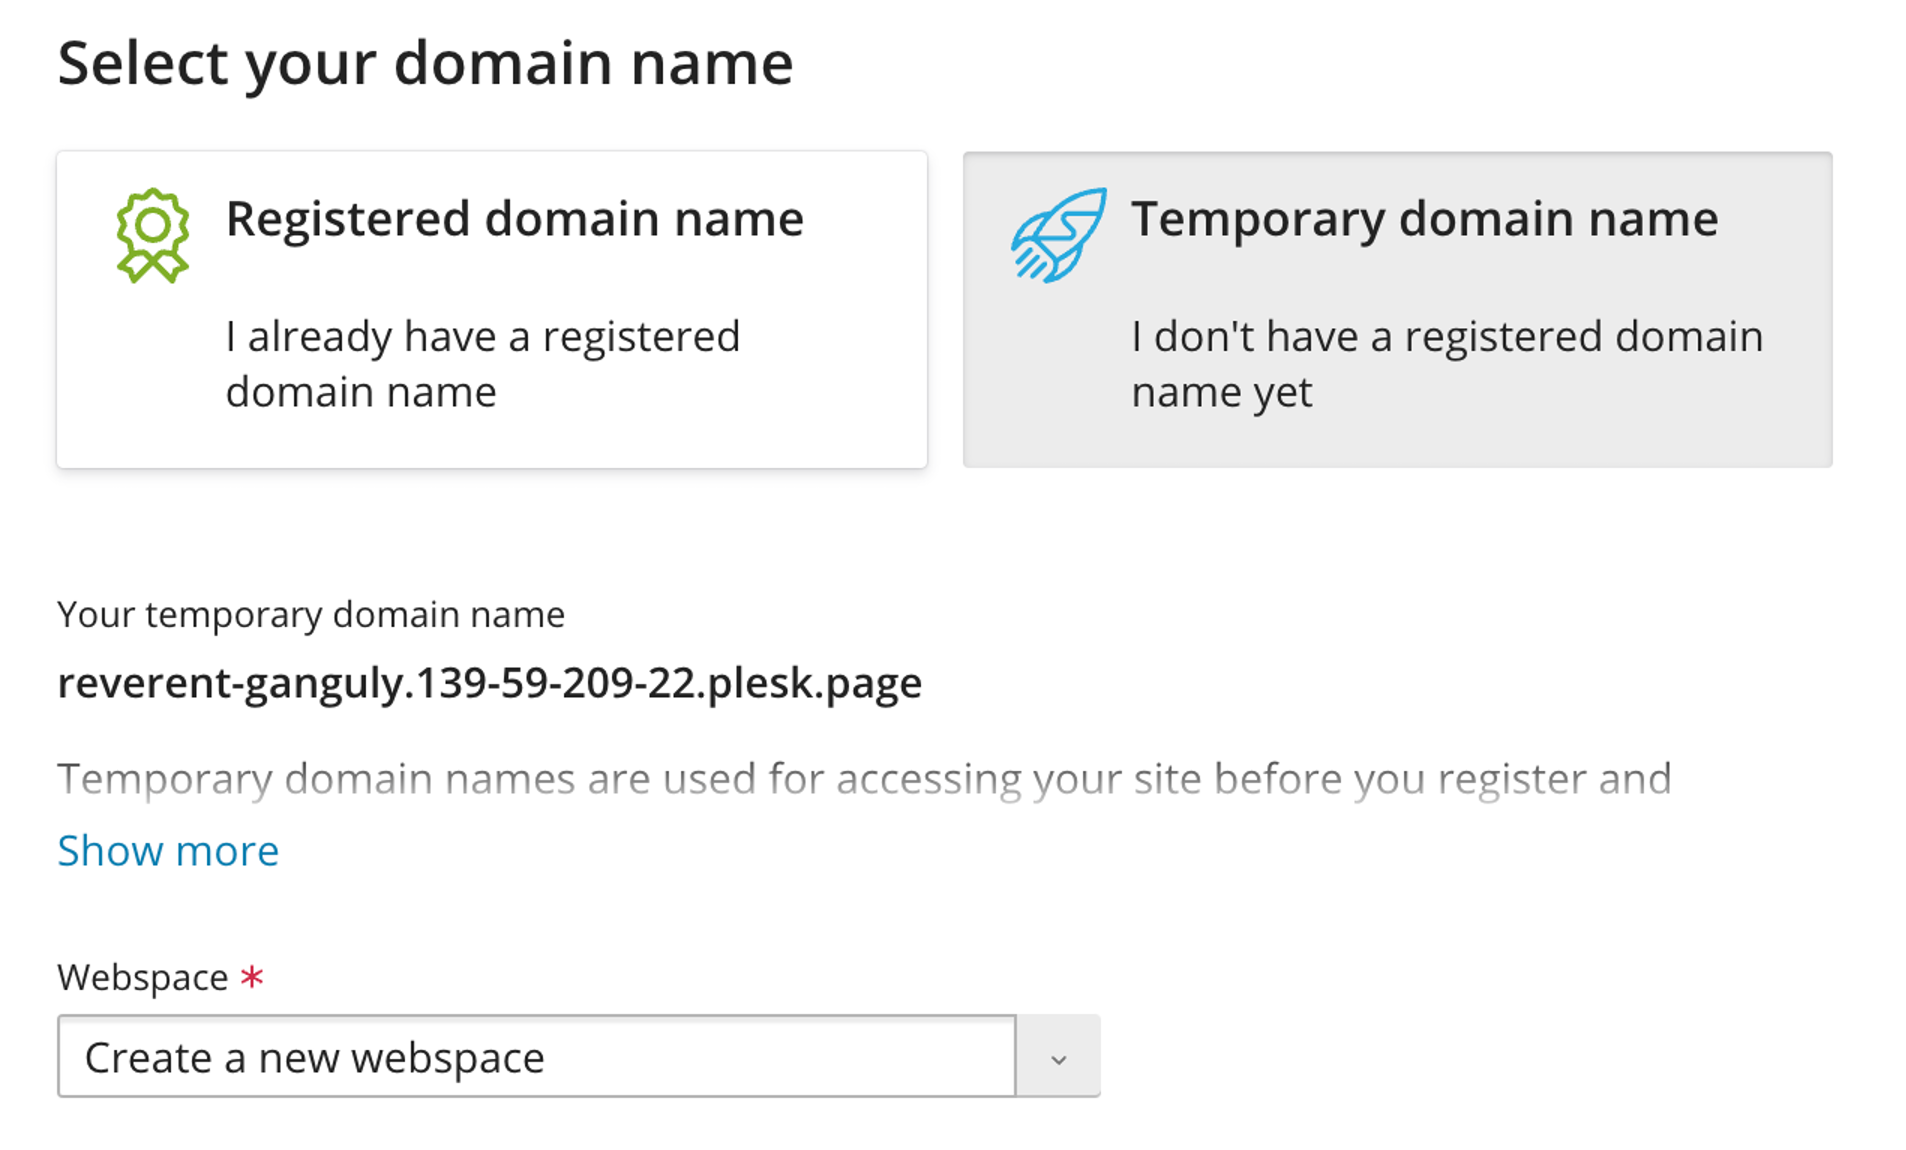 Select your domain name
Registered domain name
I already have a registered
domain name
Temporary domain name
I don't have a registered domain
name yet
Your temporary domain name
reverent-ganguly.139-59-209-22.plesk.page
Temporary domain names are used for accessing your site before you register and
Show more
Webspace *
Create a new webspace